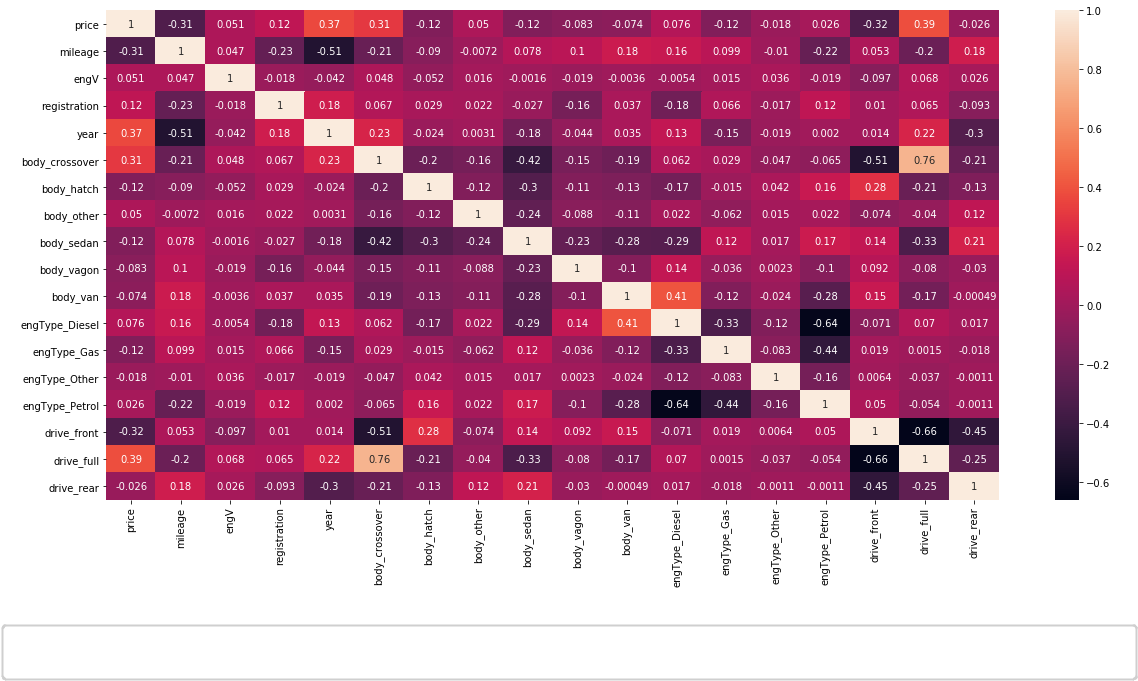 price 1 -0.31 0.051 0.12 0.37 0.31 -0.12 0.05 -0.12 -0.083 -0.074 0.076 -0.12 -0.018 0.026 -0.32 0.39 -0.026
mileage -0.31 1 0.047 -0.23 -0.51 -0.21 -0.09 -0.0072 0.078 0.1 0.18 0.16 0.099 -0.01 -0.22 0.053 -0.2 0.18
engV 0.051 0.047 1 -0.018 -0.042 0.048 -0.052 0.016 -0.0016 -0.019 -0.0036 -0.0054 0.015 0.036 -0.019 -0.097 0.068 0.026
registration 0.12 -0.23 -0.018 1 0.18 0.067 0.029 0.022 -0.027 -0.16 0.037 -0.18 0.066 -0.017 0.12 0.01 0.065 -0.093
year 0.37 -0.51 -0.042 0.18 1 0.23 -0.024 0.0031 -0.18 -0.044 0.035 0.13 -0.15 -0.019 0.002 0.014 0.22 -0.3
body_crossover 0.31 -0.21 0.048 0.067 0.23 1 -0.2 -0.16 -0.42 -0.15 -0.19 0.062 0.029 -0.047 -0.065 -0.51 0.76 -0.21
body_hatch -0.12 -0.09 -0.052 0.029 -0.024 -0.2 1 -0.12 -0.3 -0.11 -0.13 -0.17 -0.015 0.042 0.16 0.28 -0.21 -0.13
body_other 0.05 -0.0072 0.016 0.022 0.0031 -0.16 -0.12 1 -0.24 -0.088 -0.11 0.022 -0.062 0.015 0.022 -0.074 -0.04 0.12
body_sedan -0.12 0.078 -0.0016 -0.027 -0.18 -0.42 -0.3 -0.24 1 -0.23 -0.28 -0.29 0.12 0.017 0.17 0.14 -0.33 0.21
body_vagon -0.083 0.1 -0.019 -0.16 -0.044 -0.15 -0.11 -0.088 -0.23 1 -0.1 0.14 -0.036 0.0023 -0.1 0.092 -0.08 -0.03
body_van -0.074 0.18 -0.0036 0.037 0.035 -0.19 -0.13 -0.11 -0.28 -0.1 1 0.41 -0.12 -0.024 -0.28 0.15 -0.17 -0.00049
engType_Diesel 0.076 0.16 -0.0054 -0.18 0.13 0.062 -0.17 0.022 -0.29 0.14 0.41 1 -0.33 -0.12 -0.64 -0.071 0.07 0.017
engType_Gas -0.12 0.099 0.015 0.066 -0.15 0.029 -0.015 -0.062 0.12 -0.036 -0.12 -0.33 1 -0.083 -0.44 0.019 0.0015 -0.018
engType_Other -0.018 -0.01 0.036 -0.017 -0.019 -0.047 0.042 0.015 0.017 0.0023 -0.024 -0.12 -0.083 1 -0.16 0.0064 -0.037 -0.0011
engType_Petrol 0.026 -0.22 -0.019 0.12 0.002 -0.065 0.16 0.022 0.17 -0.1 -0.28 -0.64 -0.44 -0.16 1 0.05 -0.054 -0.0011
drive_front -0.32 0.053 -0.097 0.01 0.014 -0.51 0.28 -0.074 0.14 0.092 0.15 -0.071 0.019 0.0064 0.05 1 -0.66 -0.45
drive_full 0.39 -0.2 0.068 0.065 0.22 0.76 -0.21 -0.04 -0.33 -0.08 -0.17 0.07 0.0015 -0.037 -0.054 -0.66 1 -0.25
drive_rear -0.026 0.18 0.026 -0.093 -0.3 -0.21 -0.13 0.12 0.21 -0.03 -0.00049 0.017 -0.018 -0.0011 -0.0011 -0.45 -0.25 1
price mileage engV registration year body_crossover body_hatch body_other body_sedan body_vagon body_van engType_Diesel engType_Gas engType_Other engType_Petrol drive_front drive_full drive_rear
1.0
0.8
0.6
0.4
0.2
0.0
−0.2
−0.4
−0.6